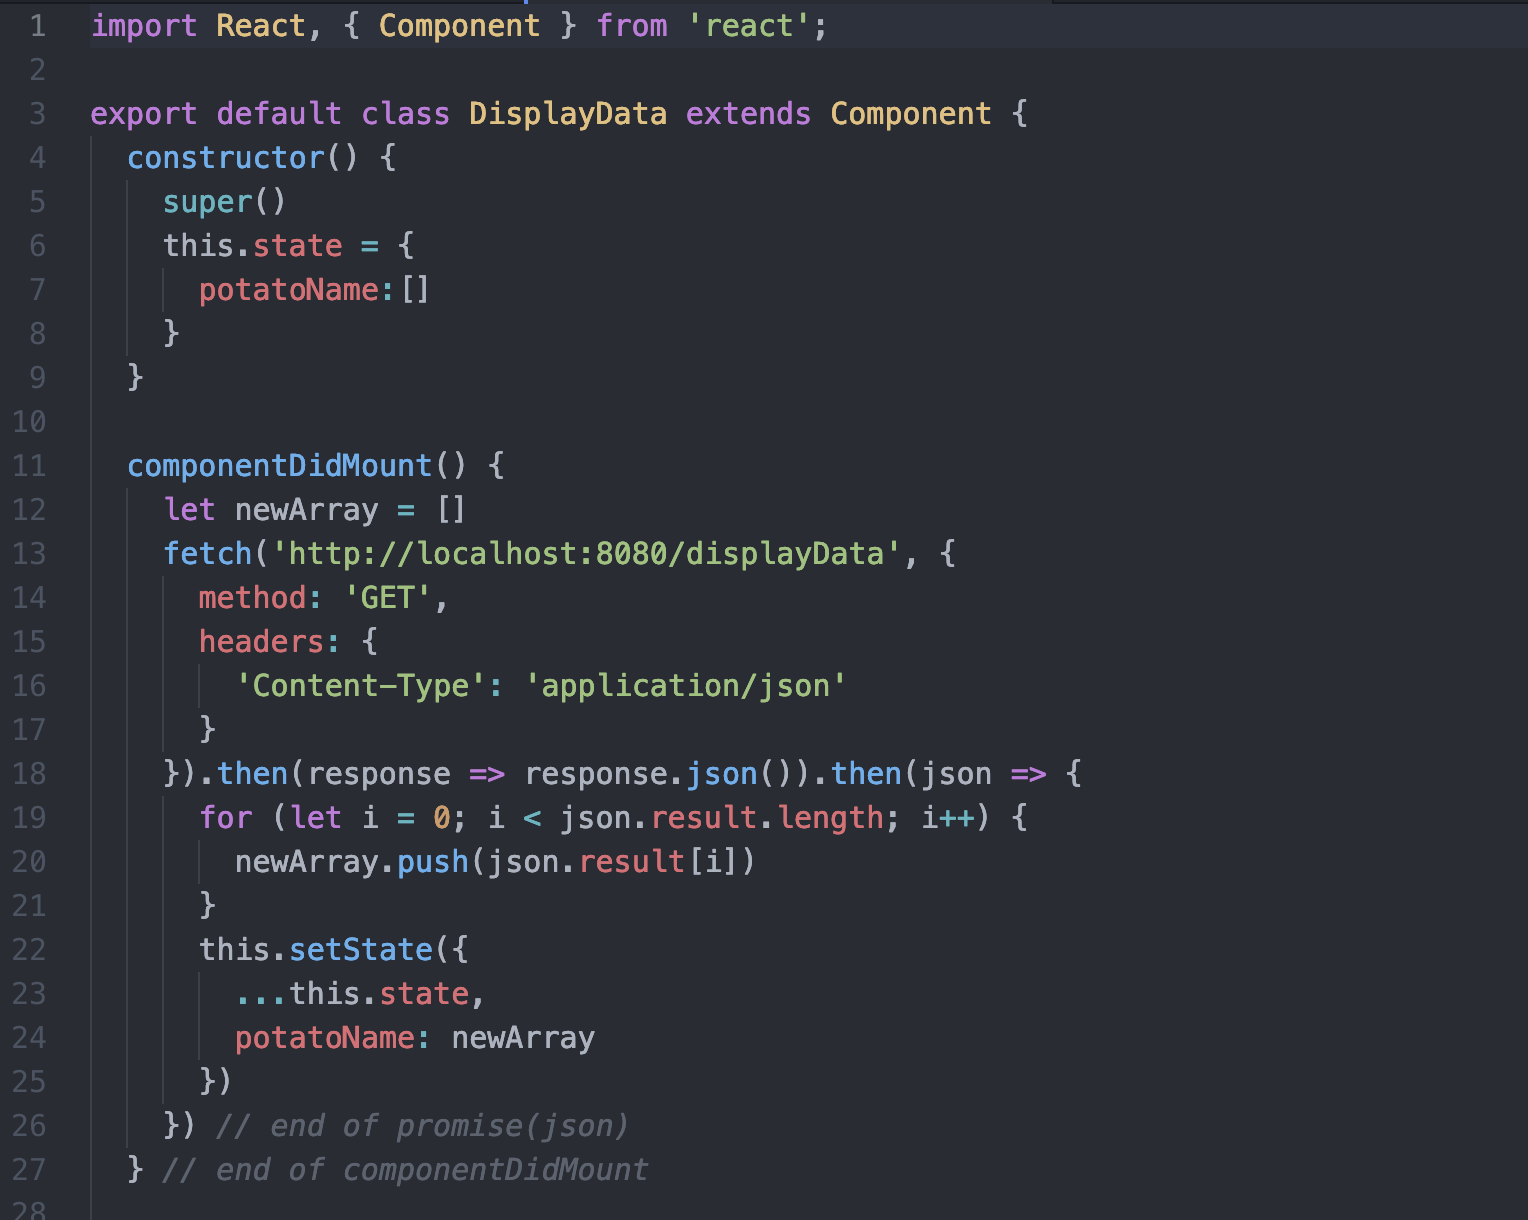 1 import React, { Component } from 'react';
2
3 export default class DisplayData extends Component {
4 constructor() {
5 super()
6 this.state = {
7 potatoName:[]
8 }
9 }
10
11 componentDidMount() {
12 let newArray = []
13 fetch('http://localhost:8080/displayData', {
14 method: 'GET',
15 headers: {
16 'Content-Type': 'application/json'
17 }
18 }).then(response => response.json()).then(json => {
19 for (let i = 0; i < json.result.length; i++) {
20 newArray.push(json.result[i])
21 }
22 this.setState({
23 ...this.state,
24 potatoName: newArray
25 })
26 }) // end of promise(json)
27 } // end of componentDidMount
28